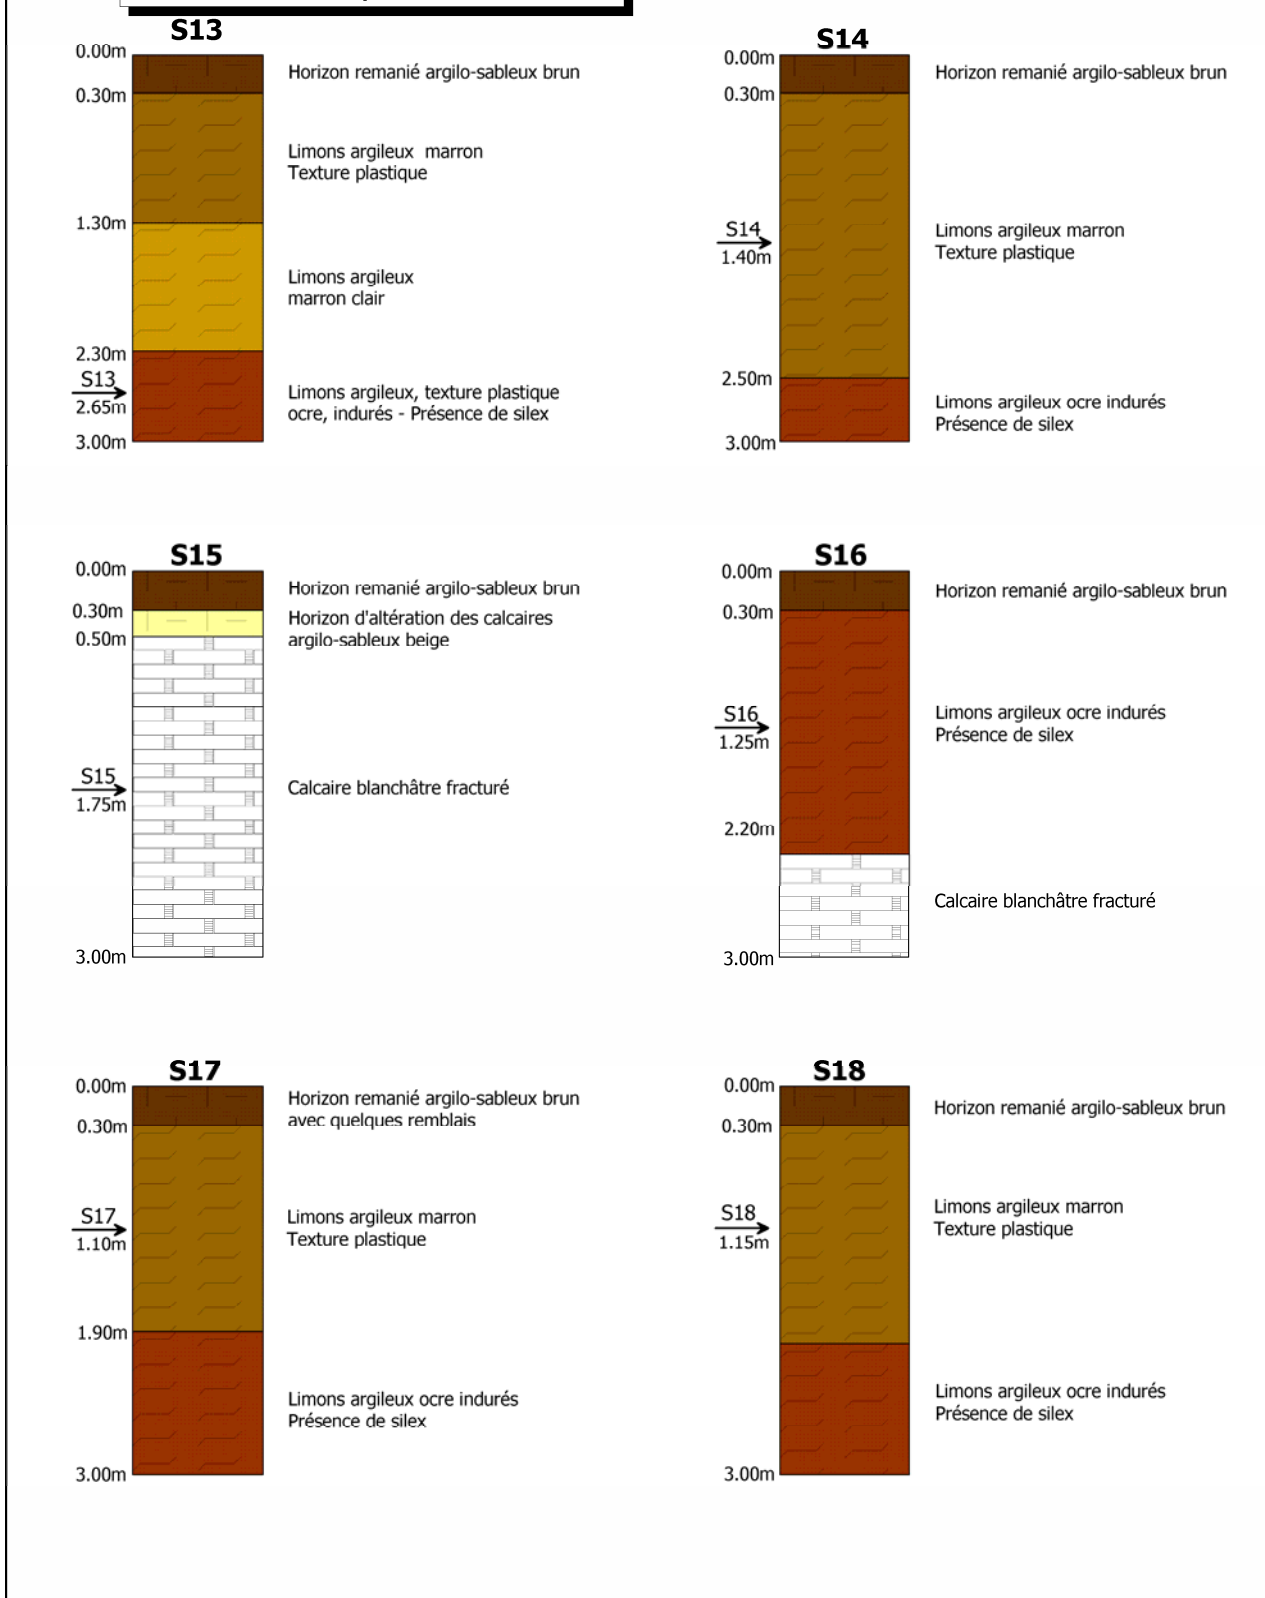 S13
0.00m
Horizon remanié argilo-sableux brun
0.30m
Limons argileux  marron
Texture plastique
1.30m
Limons argileux
marron clair
2.30m
S13
2.65m
Limons argileux, texture plastique
ocre, indurés - Présence de silex
3.00m
S14
0.00m
Horizon remanié argilo-sableux brun
0.30m
S14
1.40m
Limons argileux marron
Texture plastique
2.50m
Limons argileux ocre indurés
Présence de silex
3.00m
S15
0.00m
Horizon remanié argilo-sableux brun
0.30m
Horizon d'altération des calcaires
argilo-sableux beige
0.50m
S15
1.75m
Calcaire blanchâtre fracturé
3.00m
S16
0.00m
Horizon remanié argilo-sableux brun
0.30m
S16
1.25m
Limons argileux ocre indurés
Présence de silex
2.20m
Calcaire blanchâtre fracturé
3.00m
S17
0.00m
Horizon remanié argilo-sableux brun
avec quelques remblais
0.30m
S17
1.10m
Limons argileux marron
Texture plastique
1.90m
Limons argileux ocre indurés
Présence de silex
3.00m
S18
0.00m
Horizon remanié argilo-sableux brun
0.30m
S18
1.15m
Limons argileux marron
Texture plastique
Limons argileux ocre indurés
Présence de silex
3.00m